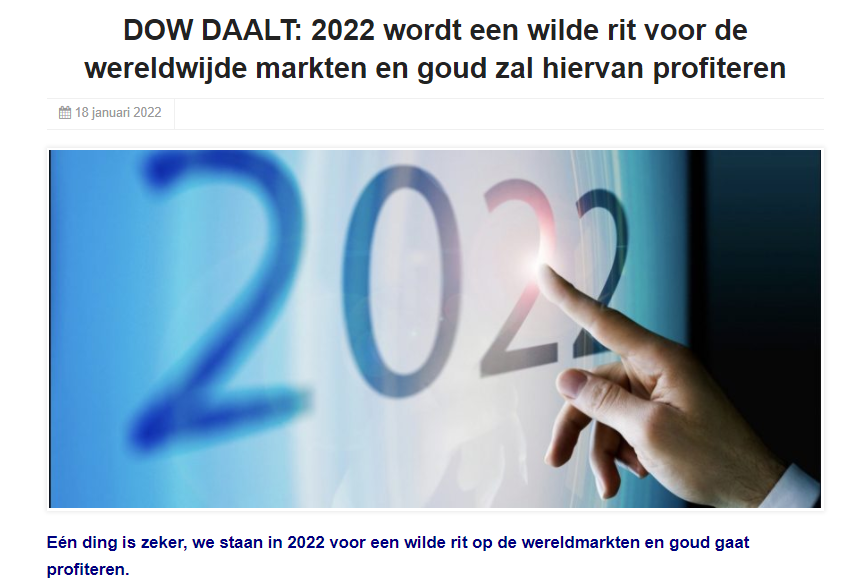 DOW DAALT: 2022 wordt een wilde rit voor de
wereldwijde markten en goud zal hiervan profiteren
18 januari 2022
2022
Eén ding is zeker, we staan in 2022 voor een wilde rit op de wereldmarkten en goud gaat
profiteren.